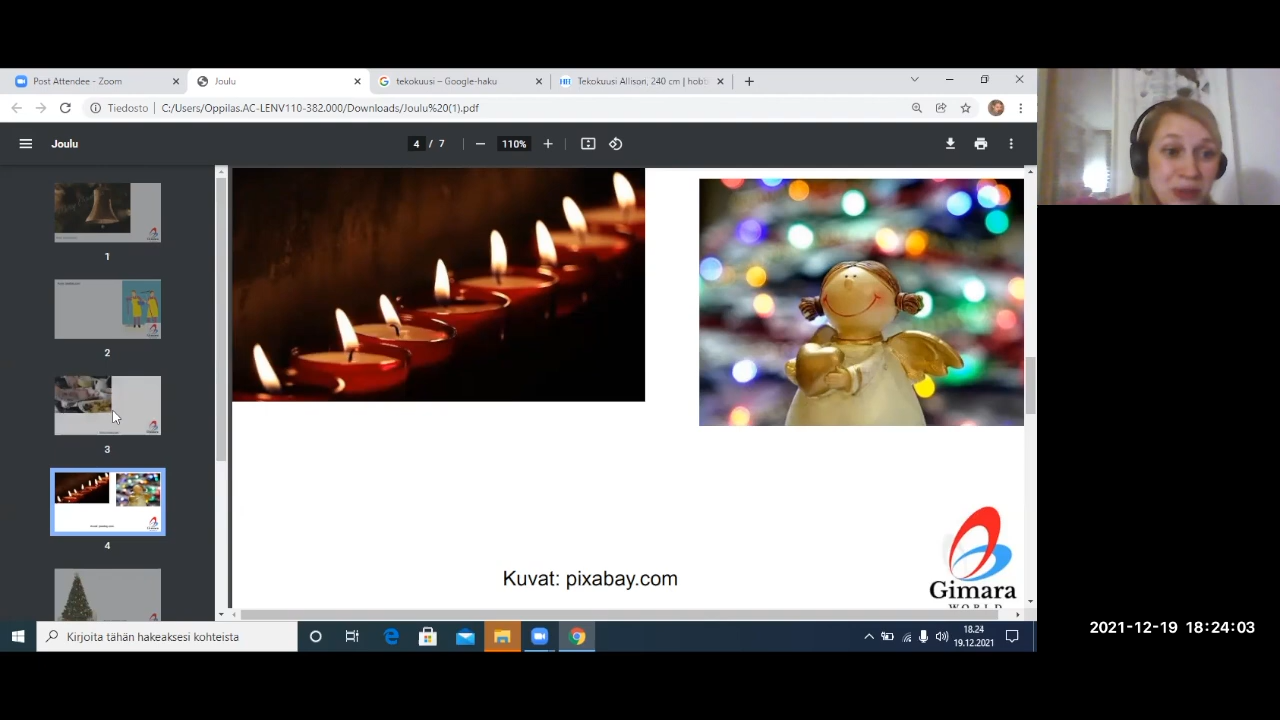 Post Attendee - Zoom
Joulu
tekokuusi – Google-haku
Tekokuusi Allison, 240 cm | hobb
Tiedosto
C:/Users/Oppilas.AC-LENV110-382.000/Downloads/Joulu%20(1).pdf
Joulu
4 / 7
110%
1
2
3
4
Kuvat: pixabay.com
Gimara
WORLD
Kirjoita tähän hakeaksesi kohteista
18.24
19.12.2021
2021-12-19 18:24:03